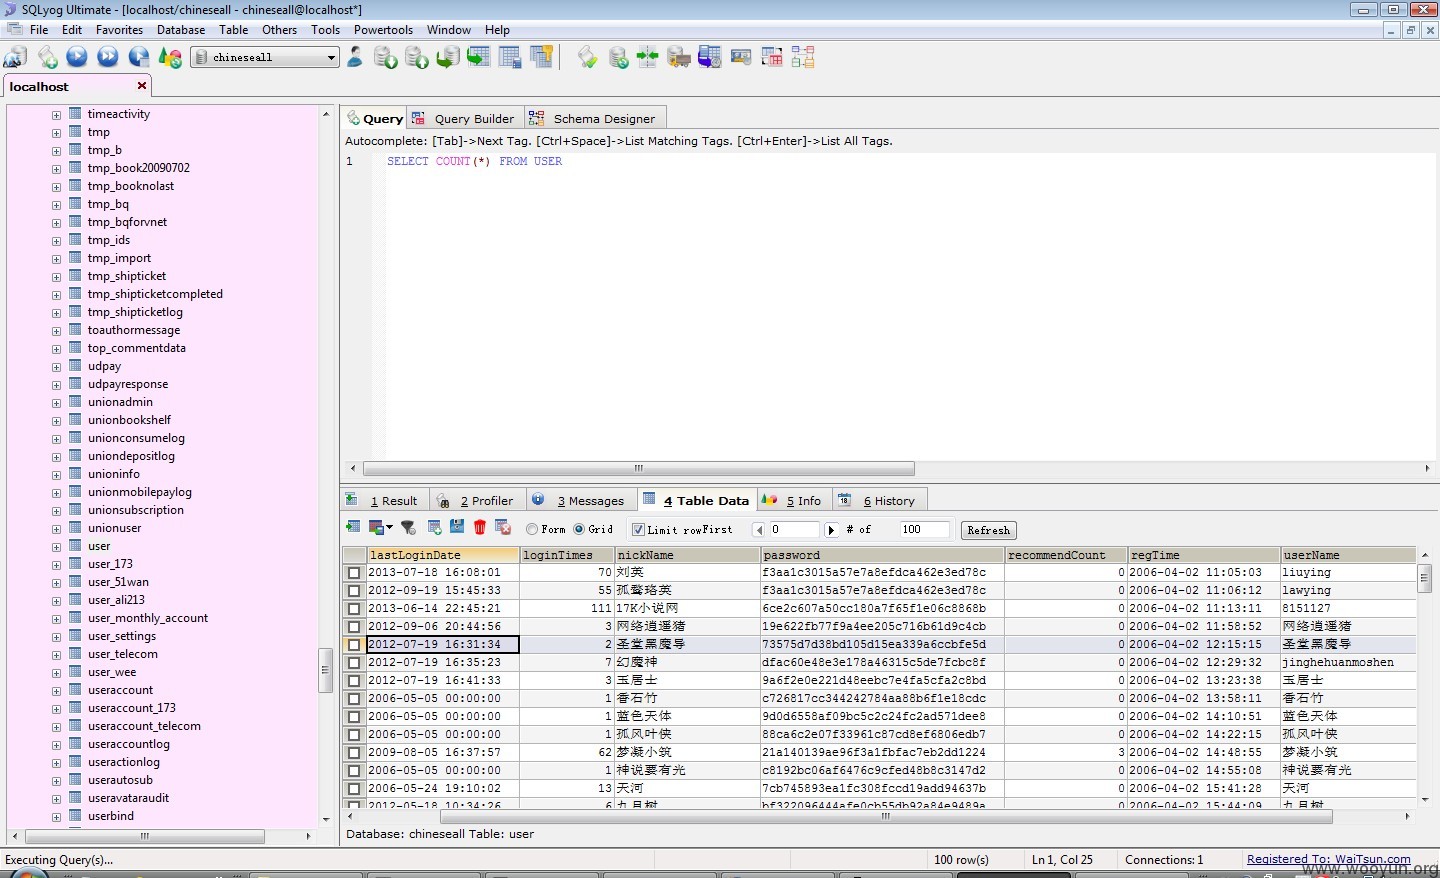 SQLyog Ultimate - [localhost/chineseall - chineseall@localhost*]
File Edit Favorites Database Table Others Tools Powertools Window Help
chineseall
localhost
timeactivity
tmp
tmp_b
tmp_book20090702
tmp_booknolast
tmp_bq
tmp_bqforvnet
tmp_ids
tmp_import
tmp_shipticket
tmp_shipticketcompleted
tmp_shipticketlog
toauthormessage
top_commentdata
udpay
udpayresponse
unionadmin
unionbookshelf
unionconsumelog
uniondepositlog
unioninfo
unionmobilepaylog
unionsubscription
unionuser
user
user_173
user_51wan
user_ali213
user_monthly_account
user_settings
user_telecom
user_wee
useraccount
useraccount_173
useraccount_telecom
useraccountlog
useractionlog
userautosub
useravataraudit
userbind
Query Query Builder Schema Designer
Autocomplete: [Tab]->Next Tag. [Ctrl+Space]->List Matching Tags. [Ctrl+Enter]->List All Tags.
1 SELECT COUNT(*) FROM USER
1 Result 2 Profiler 3 Messages 4 Table Data 5 Info 6 History
Form Grid Limit rowFirst 0 # of 100 Refresh
lastLoginDate loginTimes nickName password recommendCount regTime userName
2013-07-18 16:08:01 70 刘英 f3aa1c3015a57e7a8efdca462e3ed78c 0 2006-04-02 11:05:03 liuying
2012-09-19 15:45:33 55 孤鹜珞英 f3aa1c3015a57e7a8efdca462e3ed78c 0 2006-04-02 11:06:12 lawying
2013-06-14 22:45:21 111 17K小说网 6ce2c607a50cc180a7f65f1e06c8868b 0 2006-04-02 11:13:11 8151127
2012-09-06 20:44:56 3 网络逍遥猪 19e622fb77f9a4ee205c716b61d9c4cb 0 2006-04-02 11:58:52 网络逍遥猪
2012-07-19 16:31:34 2 圣堂黑魔导 73575d7d38bd105d15ea339a6ccbfe5d 0 2006-04-02 12:15:15 圣堂黑魔导
2012-07-19 16:35:23 7 幻魔神 dfac60e48e3e178a46315c5de7fcbc8f 0 2006-04-02 12:29:32 jinghehuanmoshen
2012-07-19 16:41:33 3 玉居士 9a6f2e0e221d48eebc7e4fa5cfa2c8bd 0 2006-04-02 13:23:38 玉居士
2006-05-05 00:00:00 1 香石竹 c726817cc344242784aa88b6f1e18cdc 0 2006-04-02 13:58:11 香石竹
2006-05-05 00:00:00 1 蓝色天体 9d0d6558af09bc5c2c24fc2ad571dee8 0 2006-04-02 14:10:51 蓝色天体
2006-05-05 00:00:00 1 孤风叶侠 88ca6c2e07f33961c87cd8ef6806edb7 0 2006-04-02 14:22:15 孤风叶侠
2009-08-05 16:37:57 62 梦凝小筑 21a140139ae96f3a1fbfac7eb2dd1224 3 2006-04-02 14:48:55 梦凝小筑
2006-05-05 00:00:00 1 神说要有光 c8192bc06af6476c9cfed48b8c3147d2 0 2006-04-02 14:55:08 神说要有光
2006-05-24 19:10:02 13 天河 7cb745893ea1fc308fccd19add94637b 0 2006-04-02 15:41:28 天河
2012-05-18 10:34:26 6 九月树 bf322096444afe0cb55db92a84e9489a 0 2006-04-02 15:44:09 九月树
Database: chineseall Table: user
Executing Query(s)... 100 row(s) Ln 1, Col 25 Connections: 1 Registered To: WaiTsun.com
www.wooyun.org